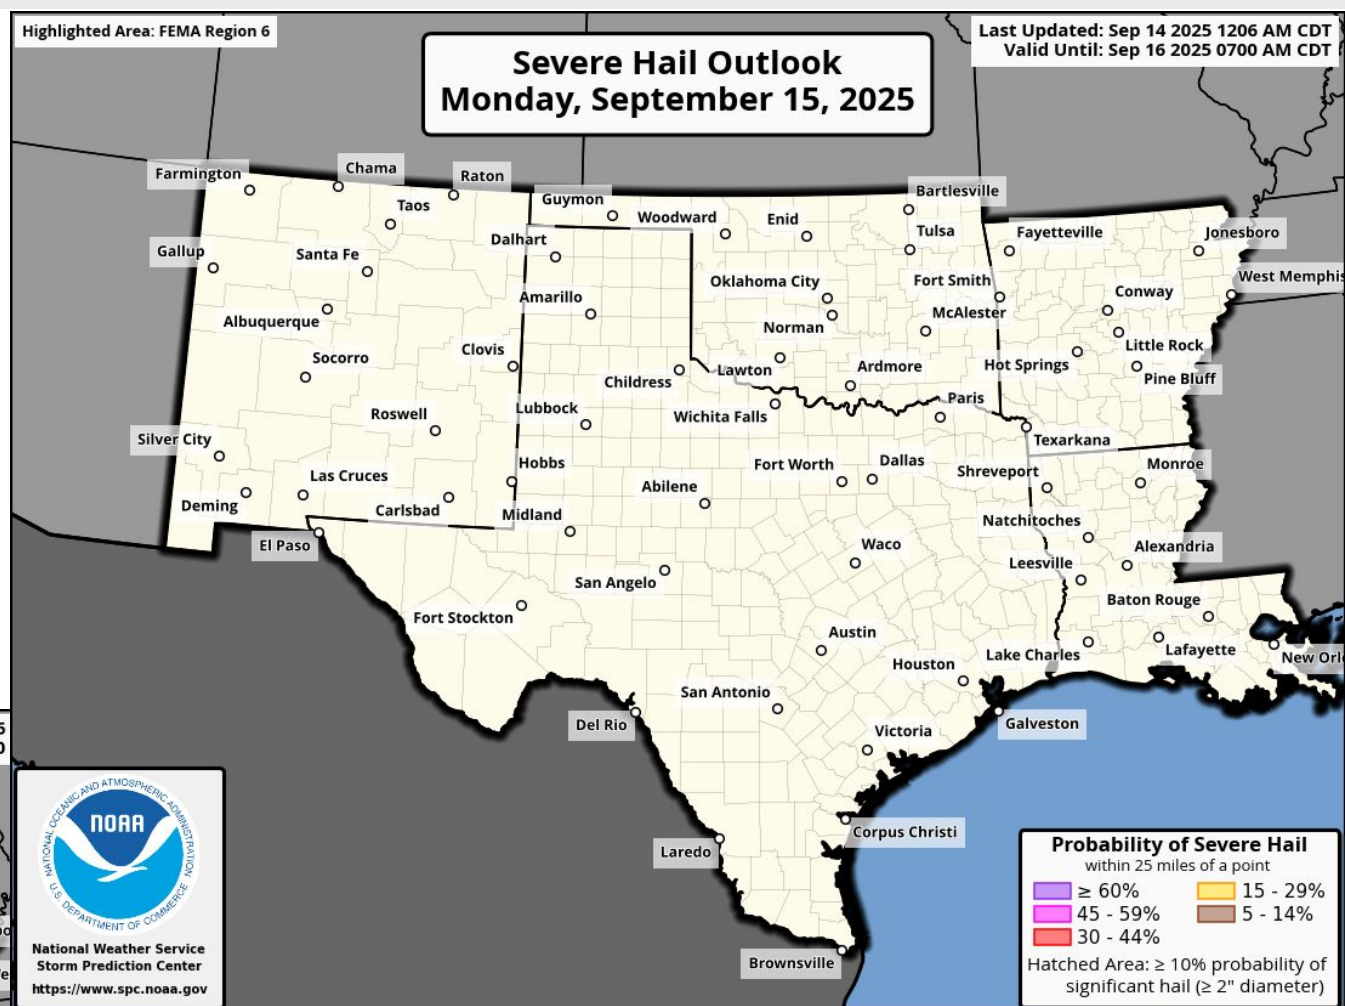 Highlighted Area: FEMA Region 6
Last Updated: Sep 14 2025 1206 AM CDT
Valid Until: Sep 16 2025 0700 AM CDT
Severe Hail Outlook
Monday, September 15, 2025
Farmington
Chama
Raton
Taos
Guymon
Woodward
Enid
Bartlesville
Tulsa
Fayetteville
Jonesboro
Gallup
Santa Fe
Dalhart
Oklahoma City
Fort Smith
West Memphis
Albuquerque
Amarillo
Norman
McAlester
Conway
Little Rock
Socorro
Clovis
Childress
Lawton
Ardmore
Hot Springs
Pine Bluff
Roswell
Lubbock
Wichita Falls
Paris
Texarkana
Silver City
Las Cruces
Hobbs
Fort Worth
Dallas
Shreveport
Monroe
Deming
Carlsbad
Midland
Abilene
Natchitoches
El Paso
San Angelo
Waco
Leesville
Alexandria
Fort Stockton
Austin
Baton Rouge
Houston
Lake Charles
Lafayette
New Orl
Del Rio
San Antonio
Victoria
Galveston
Laredo
Corpus Christi
Brownsville
5
0
NATIONAL OCEANIC AND ATMOSPHERIC ADMINISTRATION
NOAA
U.S. DEPARTMENT OF COMMERCE
National Weather Service
Storm Prediction Center
https://www.spc.noaa.gov
Probability of Severe Hail
within 25 miles of a point
≥ 60%
15 - 29%
45 - 59%
5 - 14%
30 - 44%
Hatched Area: ≥ 10% probability of
significant hail (≥ 2" diameter)